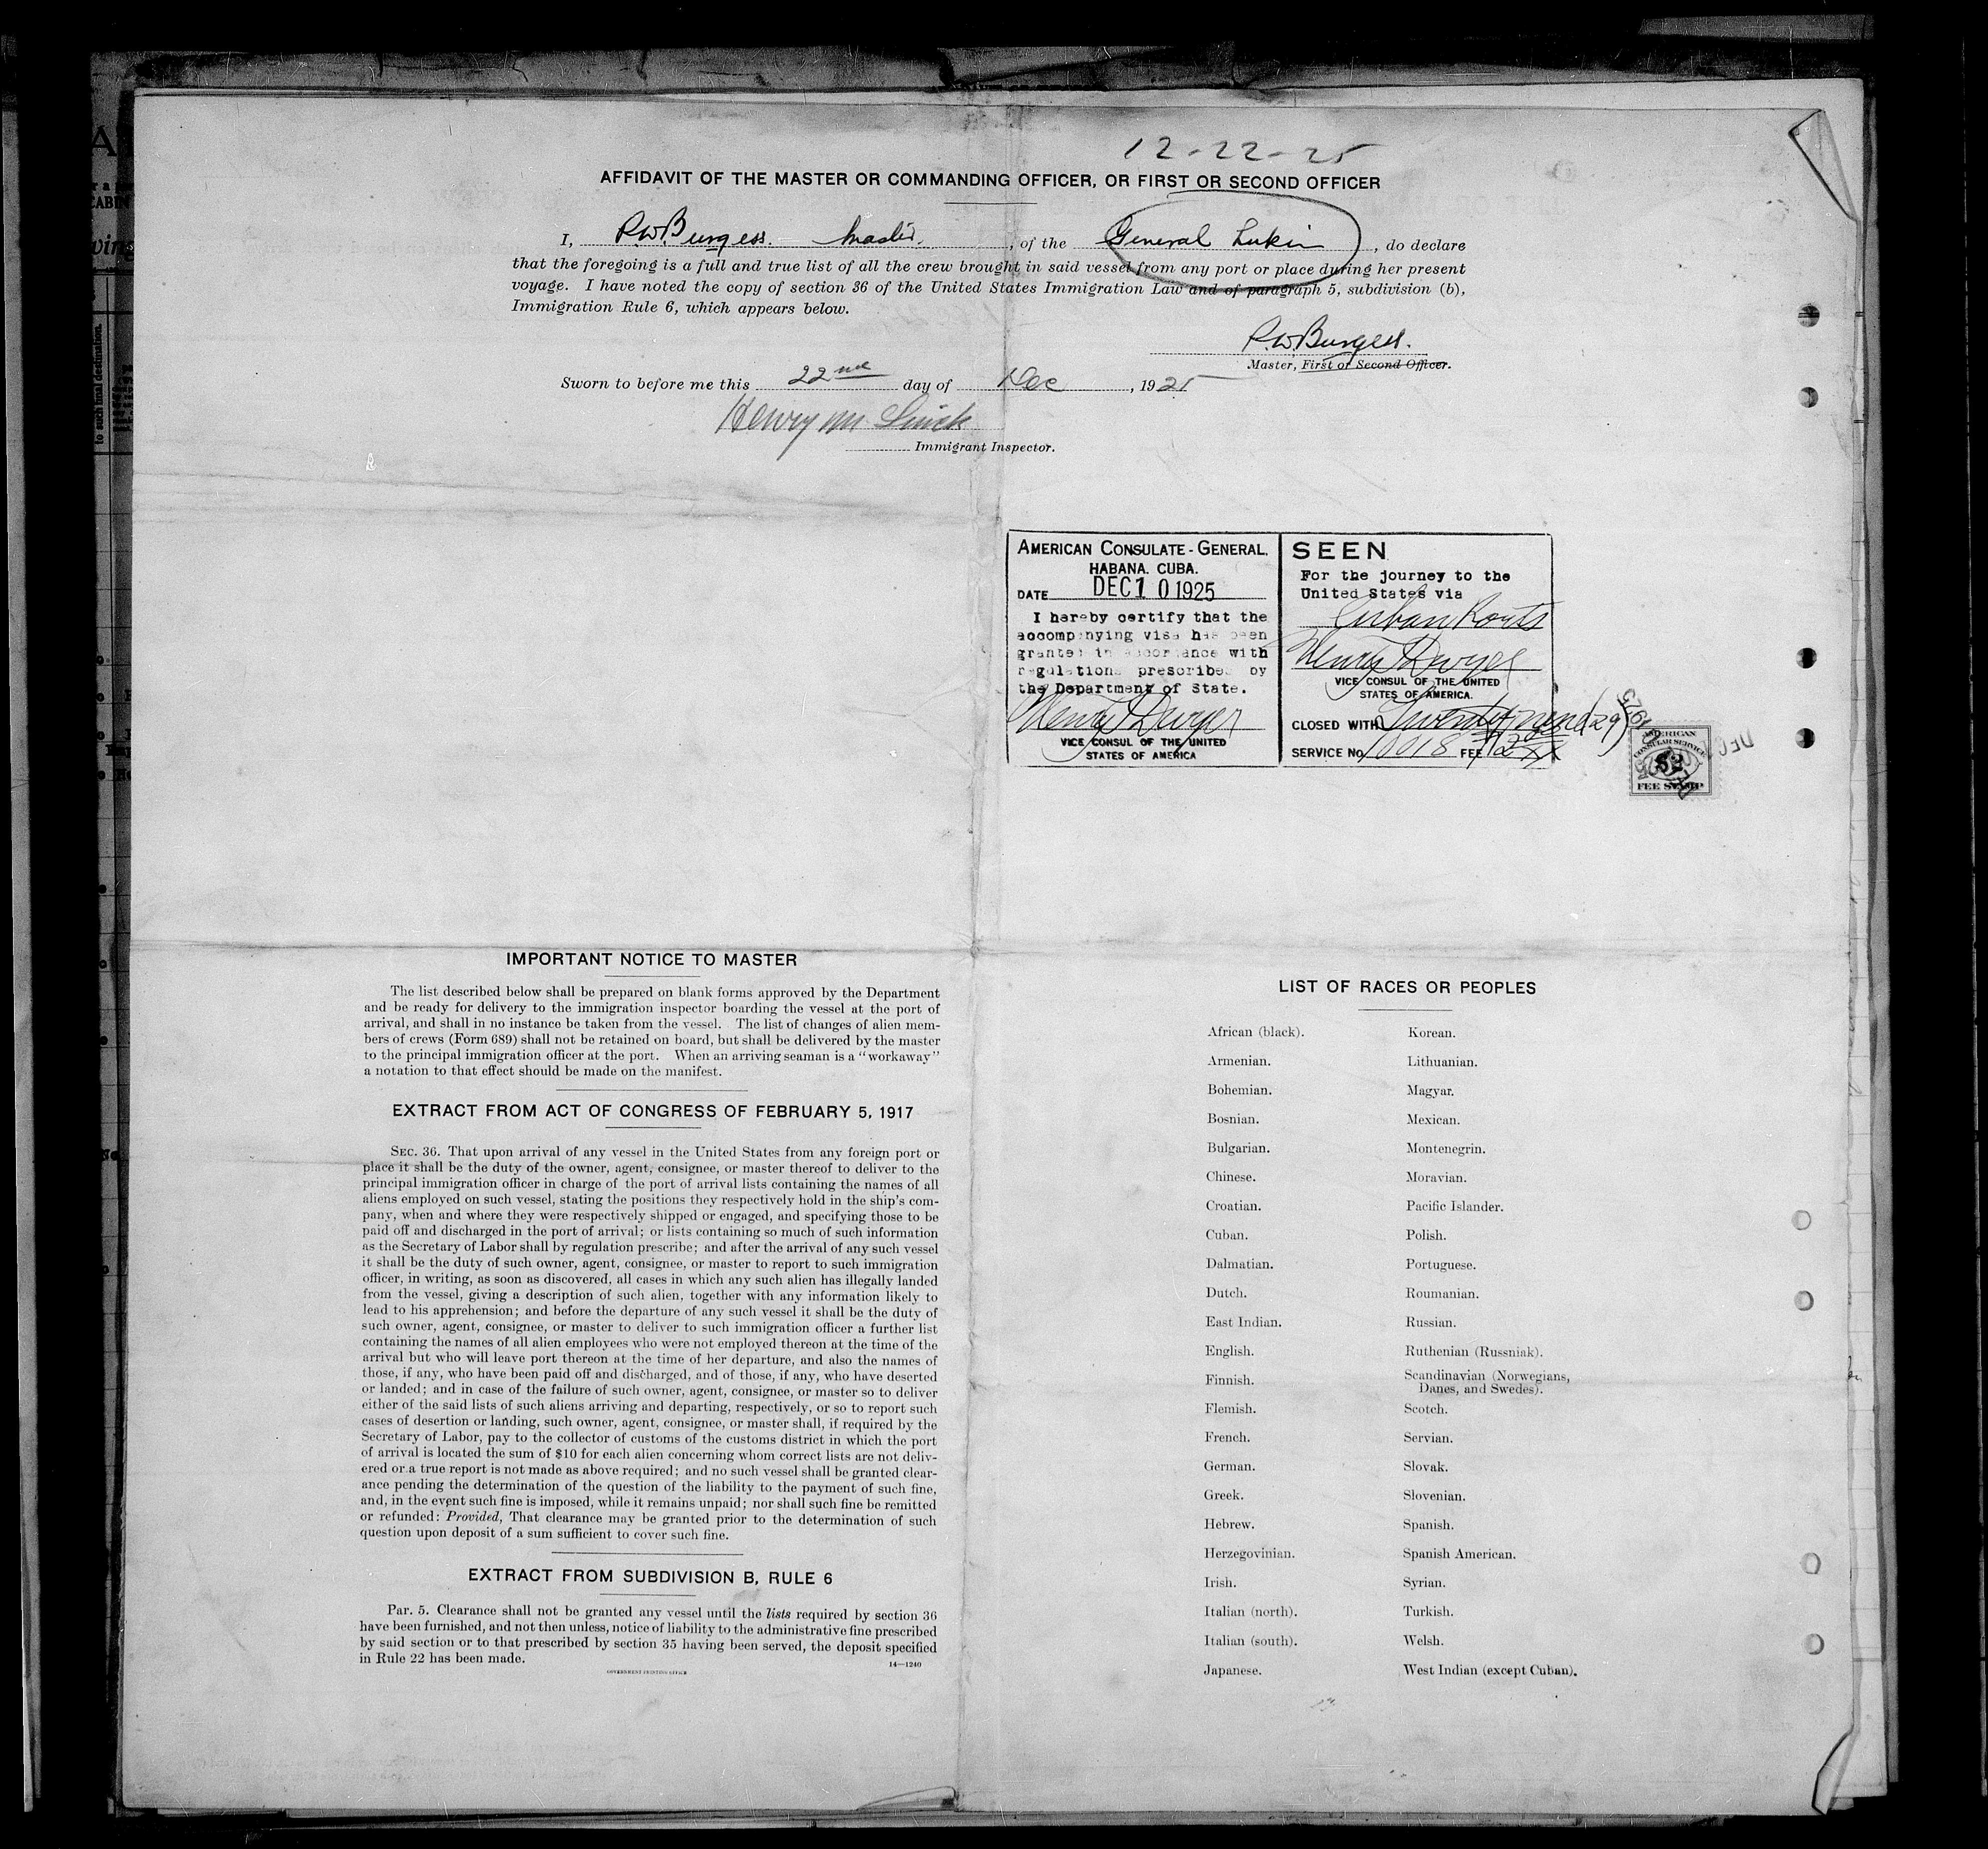 12-22-25
AFFIDAVIT OF THE MASTER OR COMMANDING OFFICER, OR FIRST OR SECOND OFFICER
I, R.W.Burgess. Master, of the General Lukin, do declare
that the foregoing is a full and true list of all the crew brought in said vessel from any port or place during her present
voyage. I have noted the copy of section 36 of the United States Immigration Law and of paragraph 5, subdivision (b),
Immigration Rule 6, which appears below.
R.W.Burgess.
Master, First or Second Officer.
Sworn to before me this 22nd day of Dec, 1925
Henry M
Immigrant Inspector.
AMERICAN CONSULATE-GENERAL,
HABANA. CUBA.
DATE DEC 10 1925
I hereby certify that the
accompanying visa has been
granted in accordance with
regulations prescribed by
the Department of State.
Henry T Dwyer
VICE CONSUL OF THE UNITED
STATES OF AMERICA
SEEN
For the journey to the
United States via
Cuban Ports
Henry T Dwyer
VICE CONSUL OF THE UNITED
STATES OF AMERICA.
CLOSED WITH Twenty nine (29)
SERVICE No. 10018 FEE
AMERICAN
CONSULAR SERVICE
$2
FEE STAMP
IMPORTANT NOTICE TO MASTER
The list described below shall be prepared on blank forms approved by the Department
and be ready for delivery to the immigration inspector boarding the vessel at the port of
arrival, and shall in no instance be taken from the vessel. The list of changes of alien mem-
bers of crews (Form 689) shall not be retained on board, but shall be delivered by the master
to the principal immigration officer at the port. When an arriving seaman is a "workaway"
a notation to that effect should be made on the manifest.
EXTRACT FROM ACT OF CONGRESS OF FEBRUARY 5, 1917
SEC. 36. That upon arrival of any vessel in the United States from any foreign port or
place it shall be the duty of the owner, agent, consignee, or master thereof to deliver to the
principal immigration officer in charge of the port of arrival lists containing the names of all
aliens employed on such vessel, stating the positions they respectively hold in the ship's com-
pany, when and where they were respectively shipped or engaged, and specifying those to be
paid off and discharged in the port of arrival; or lists containing so much of such information
as the Secretary of Labor shall by regulation prescribe; and after the arrival of any such vessel
it shall be the duty of such owner, agent, consignee, or master to report to such immigration
officer, in writing, as soon as discovered, all cases in which any such alien has illegally landed
from the vessel, giving a description of such alien, together with any information likely to
lead to his apprehension; and before the departure of any such vessel it shall be the duty of
such owner, agent, consignee, or master to deliver to such immigration officer a further list
containing the names of all alien employees who were not employed thereon at the time of the
arrival but who will leave port thereon at the time of her departure, and also the names of
those, if any, who have been paid off and discharged, and of those, if any, who have deserted
or landed; and in case of the failure of such owner, agent, consignee, or master so to deliver
either of the said lists of such aliens arriving and departing, respectively, or so to report such
cases of desertion or landing, such owner, agent, consignee, or master shall, if required by the
Secretary of Labor, pay to the collector of customs of the customs district in which the port
of arrival is located the sum of $10 for each alien concerning whom correct lists are not deliv-
ered or a true report is not made as above required; and no such vessel shall be granted clear-
ance pending the determination of the question of the liability to the payment of such fine,
and, in the event such fine is imposed, while it remains unpaid; nor shall such fine be remitted
or refunded: Provided, That clearance may be granted prior to the determination of such
question upon deposit of a sum sufficient to cover such fine.
EXTRACT FROM SUBDIVISION B, RULE 6
Par. 5. Clearance shall not be granted any vessel until the lists required by section 36
have been furnished, and not then unless, notice of liability to the administrative fine prescribed
by said section or to that prescribed by section 35 having been served, the deposit specified
in Rule 22 has been made.
GOVERNMENT PRINTING OFFICE
14—1240
LIST OF RACES OR PEOPLES
African (black).
Armenian.
Bohemian.
Bosnian.
Bulgarian.
Chinese.
Croatian.
Cuban.
Dalmatian.
Dutch.
East Indian.
English.
Finnish.
Flemish.
French.
German.
Greek.
Hebrew.
Herzegovinian.
Irish.
Italian (north).
Italian (south).
Japanese.
Korean.
Lithuanian.
Magyar.
Mexican.
Montenegrin.
Moravian.
Pacific Islander.
Polish.
Portuguese.
Roumanian.
Russian.
Ruthenian (Russniak).
Scandinavian (Norwegians,
Danes, and Swedes).
Scotch.
Servian.
Slovak.
Slovenian.
Spanish.
Spanish American.
Syrian.
Turkish.
Welsh.
West Indian (except Cuban).